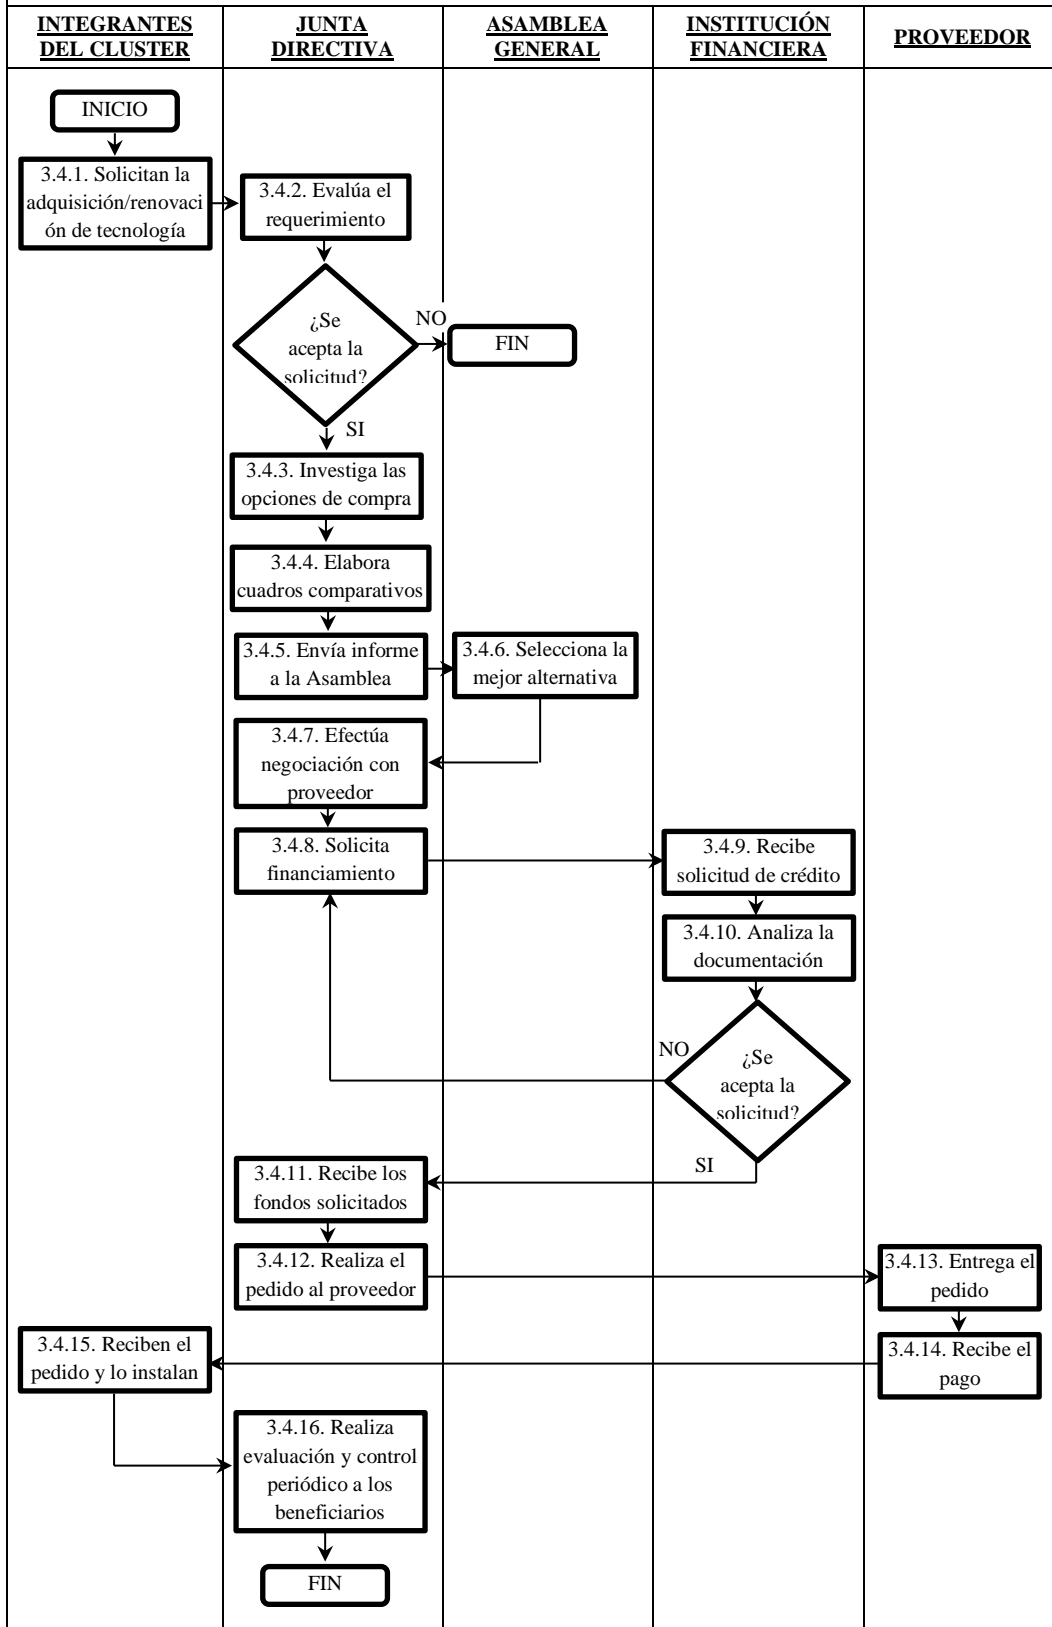 INTEGRANTES
DEL CLUSTER
JUNTA
DIRECTIVA
ASAMBLEA
GENERAL
INSTITUCIÓN
FINANCIERA
PROVEEDOR
INICIO
3.4.1. Solicitan la
adquisición/renovaci
ón de tecnología
3.4.2. Evalúa el
requerimiento
¿Se
acepta la
solicitud?
NO
FIN
SI
3.4.3. Investiga las
opciones de compra
3.4.4. Elabora
cuadros comparativos
3.4.5. Envía informe
a la Asamblea
3.4.6. Selecciona la
mejor alternativa
3.4.7. Efectúa
negociación con
proveedor
3.4.8. Solicita
financiamiento
3.4.9. Recibe
solicitud de crédito
3.4.10. Analiza la
documentación
NO
¿Se
acepta la
solicitud?
SI
3.4.11. Recibe los
fondos solicitados
3.4.12. Realiza el
pedido al proveedor
3.4.13. Entrega el
pedido
3.4.14. Recibe el
pago
3.4.15. Reciben el
pedido y lo instalan
3.4.16. Realiza
evaluación y control
periódico a los
beneficiarios
FIN